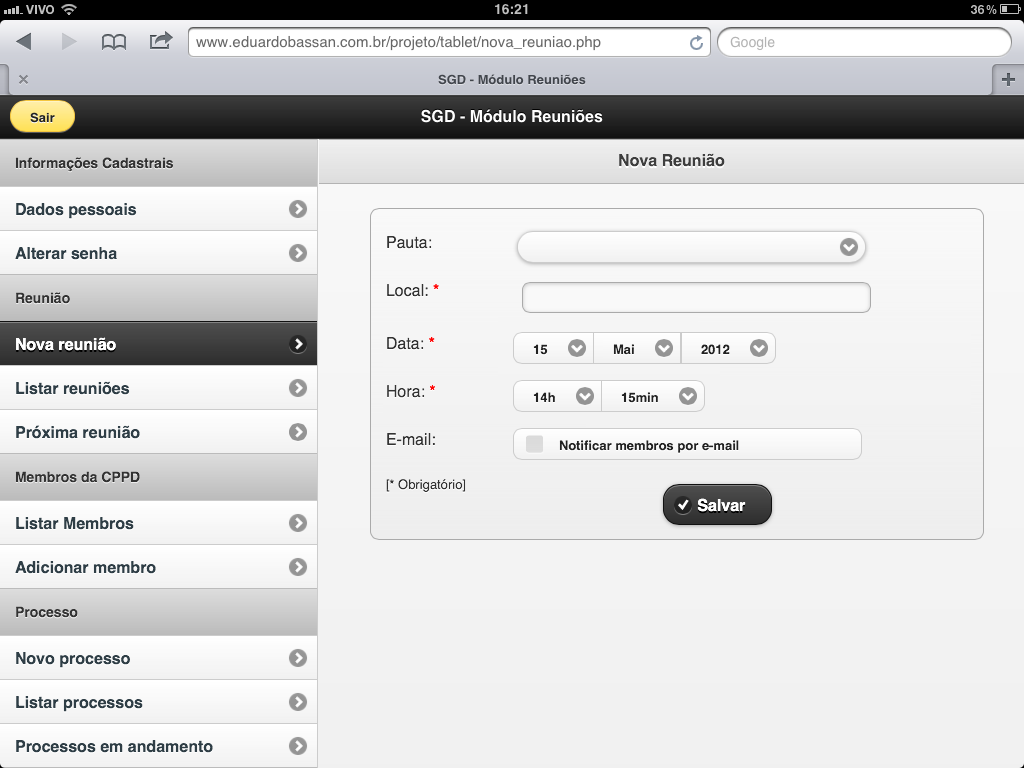 VIVO 16:21 36%
www.eduardobassan.com.br/projeto/tablet/nova_reuniao.php Google
SGD - Módulo Reuniões
Sair SGD - Módulo Reuniões
Informações Cadastrais
Dados pessoais
Alterar senha
Reunião
Nova reunião
Listar reuniões
Próxima reunião
Membros da CPPD
Listar Membros
Adicionar membro
Processo
Novo processo
Listar processos
Processos em andamento
Nova Reunião
Pauta:
Local: *
Data: * 15 Mai 2012
Hora: * 14h 15min
E-mail: Notificar membros por e-mail
[* Obrigatório]
Salvar